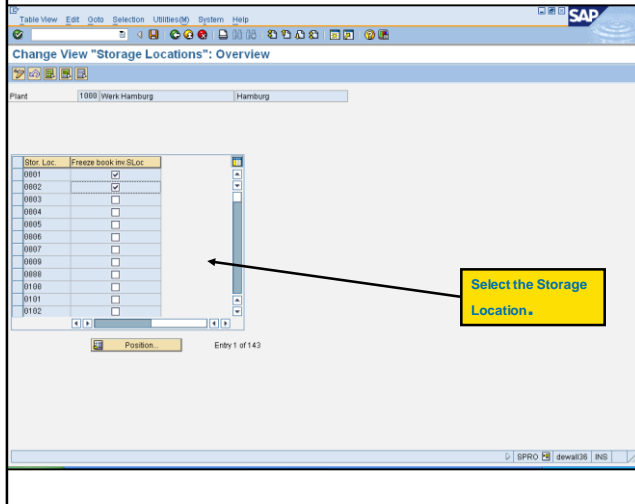 Table View Edit Goto Selection Utilities(M) System Help
SAP
Change View "Storage Locations": Overview
Plant 1000 Werk Hamburg Hamburg
Stor. Loc. Freeze book inv.SLoc
0001
0002
0003
0004
0005
0006
0007
0009
0088
0100
0101
0102
Select the Storage
Location.
Position... Entry 1 of 143
SPRO dewall36 INS